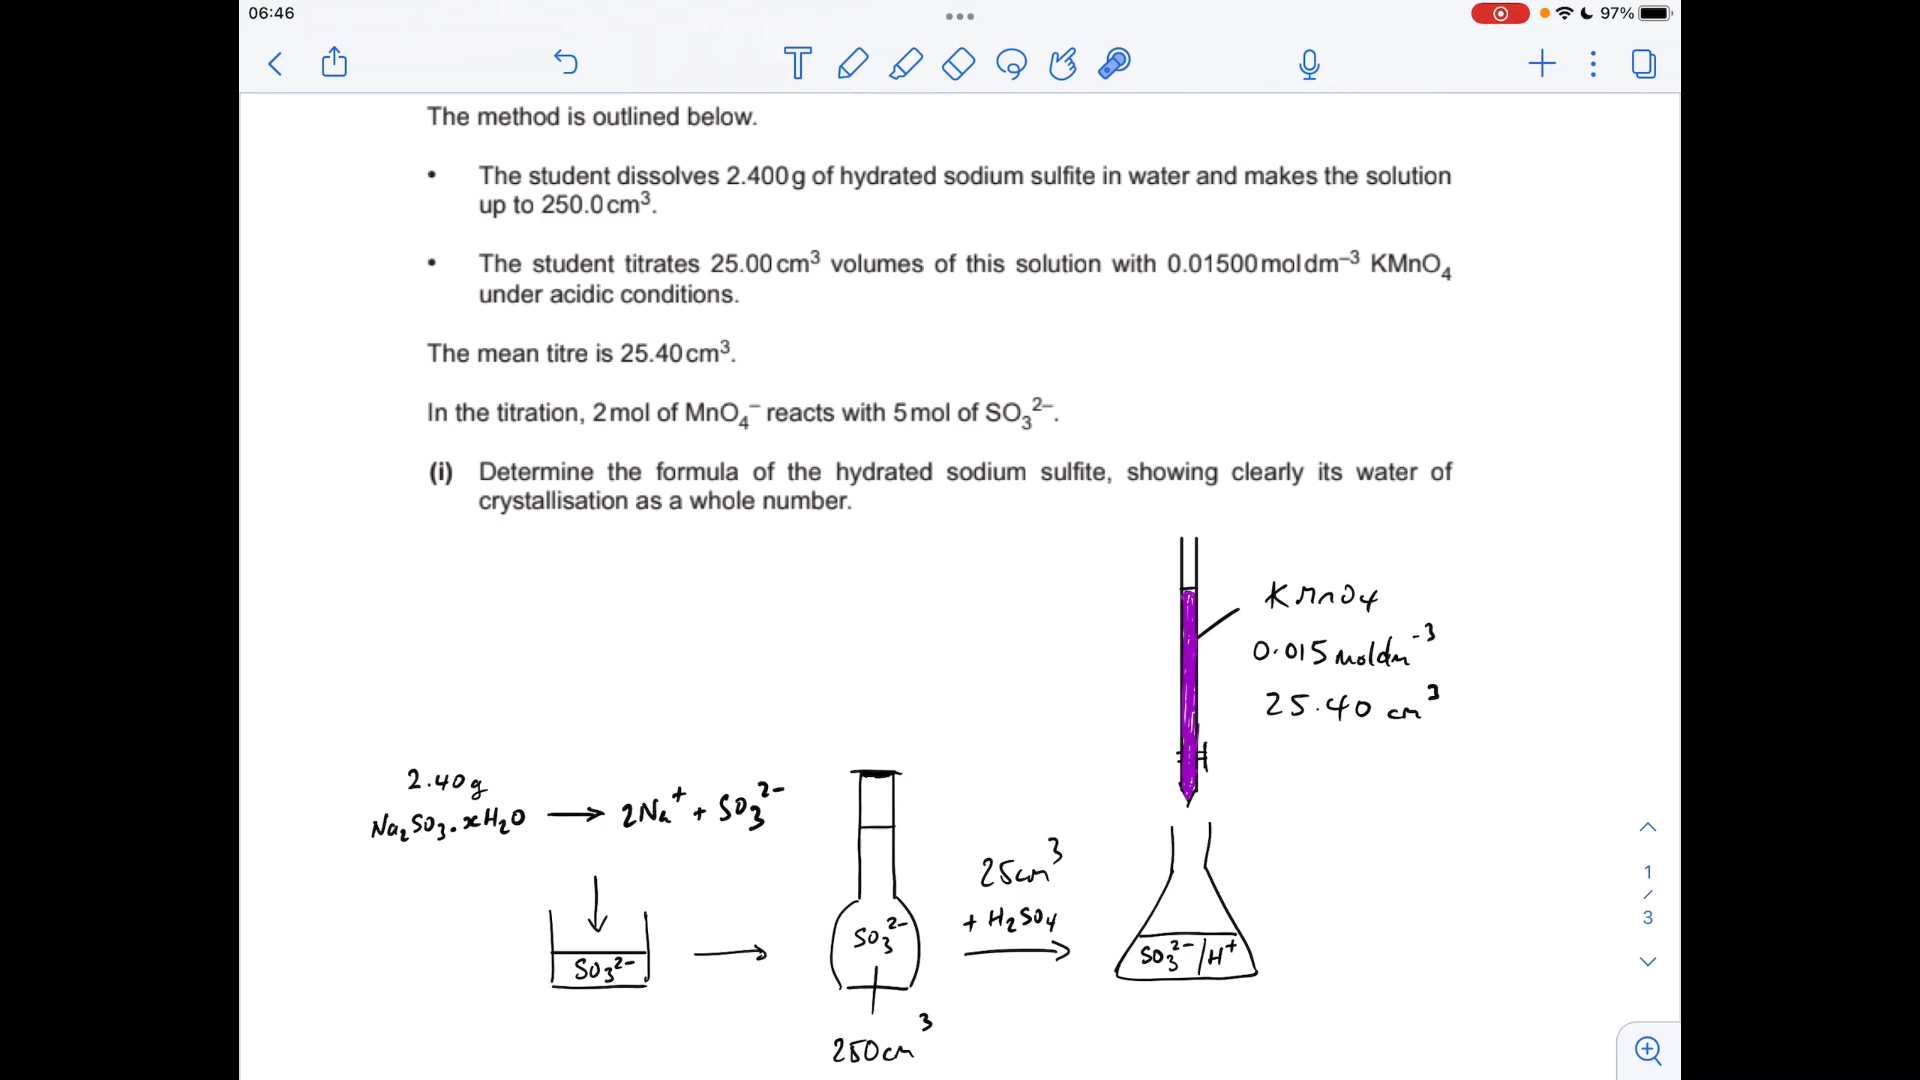 06:46
97%
The method is outlined below.
• The student dissolves 2.400 g of hydrated sodium sulfite in water and makes the solution
up to 250.0 cm³.
• The student titrates 25.00 cm³ volumes of this solution with 0.01500 mol dm⁻³ KMnO₄
under acidic conditions.
The mean titre is 25.40 cm³.
In the titration, 2 mol of MnO₄⁻ reacts with 5 mol of SO₃²⁻.
(i) Determine the formula of the hydrated sodium sulfite, showing clearly its water of
crystallisation as a whole number.
KMnO4
0.015 moldm⁻³
25.40 cm³
2.40g
Na₂SO₃.xH₂O → 2Na⁺ + SO₃²⁻
25cm³
+ H₂SO₄
SO₃²⁻
SO₃²⁻
SO₃²⁻/H⁺
250cm³
1
/
3